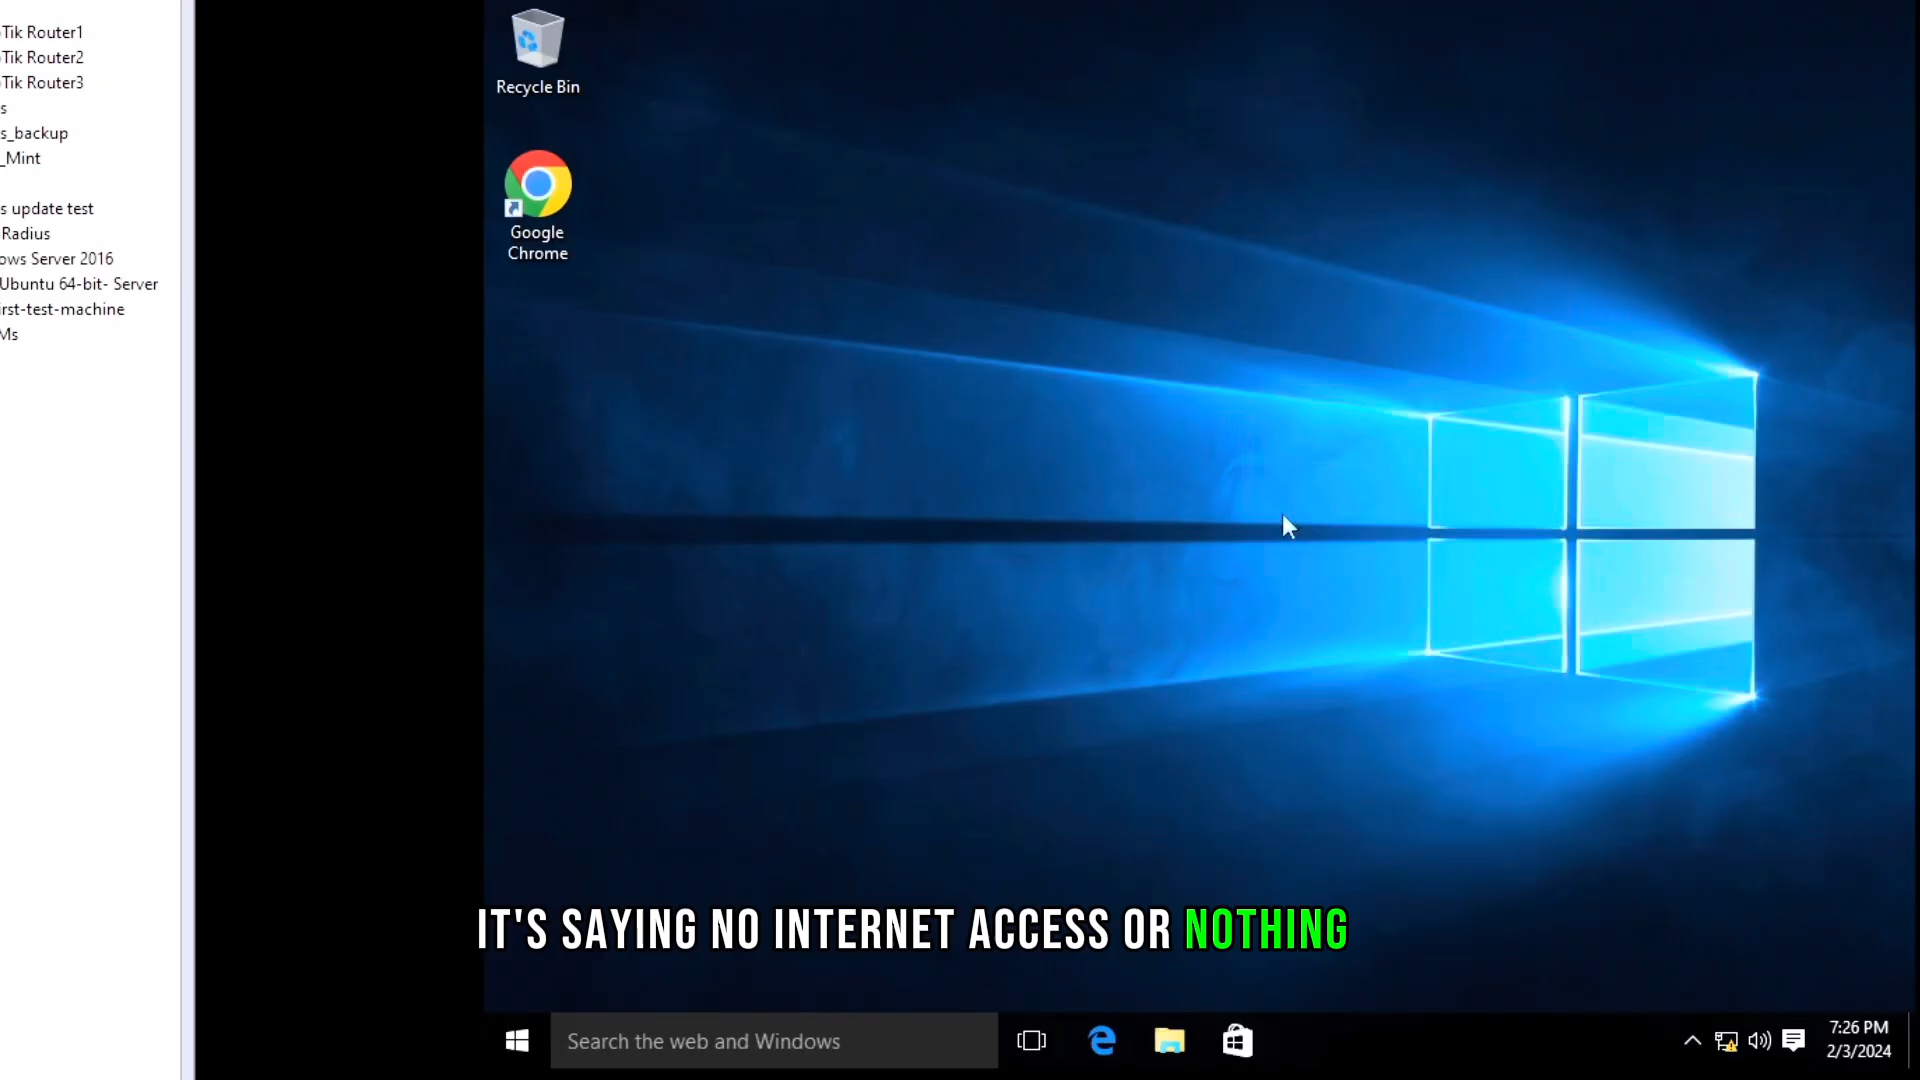 Tik Router1
Tik Router2
Tik Router3
s
s_backup
_Mint
s update test
Radius
ows Server 2016
Ubuntu 64-bit- Server
irst-test-machine
Ms
Recycle Bin
Google
Chrome
IT'S SAYING NO INTERNET ACCESS OR NOTHING
Search the web and Windows
7:26 PM
2/3/2024